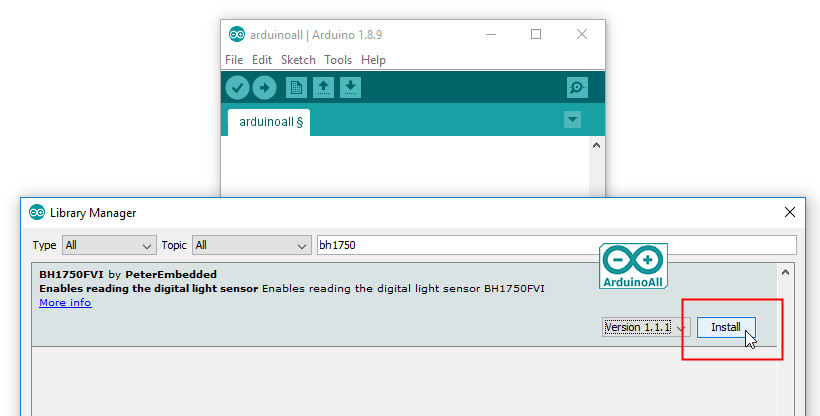 arduinoall | Arduino 1.8.9
File Edit Sketch Tools Help
arduinoall §
Library Manager
Type All Topic All bh1750
BH1750FVI by PeterEmbedded
Enables reading the digital light sensor Enables reading the digital light sensor BH1750FVI
More info
ArduinoAll
Version 1.1.1 Install